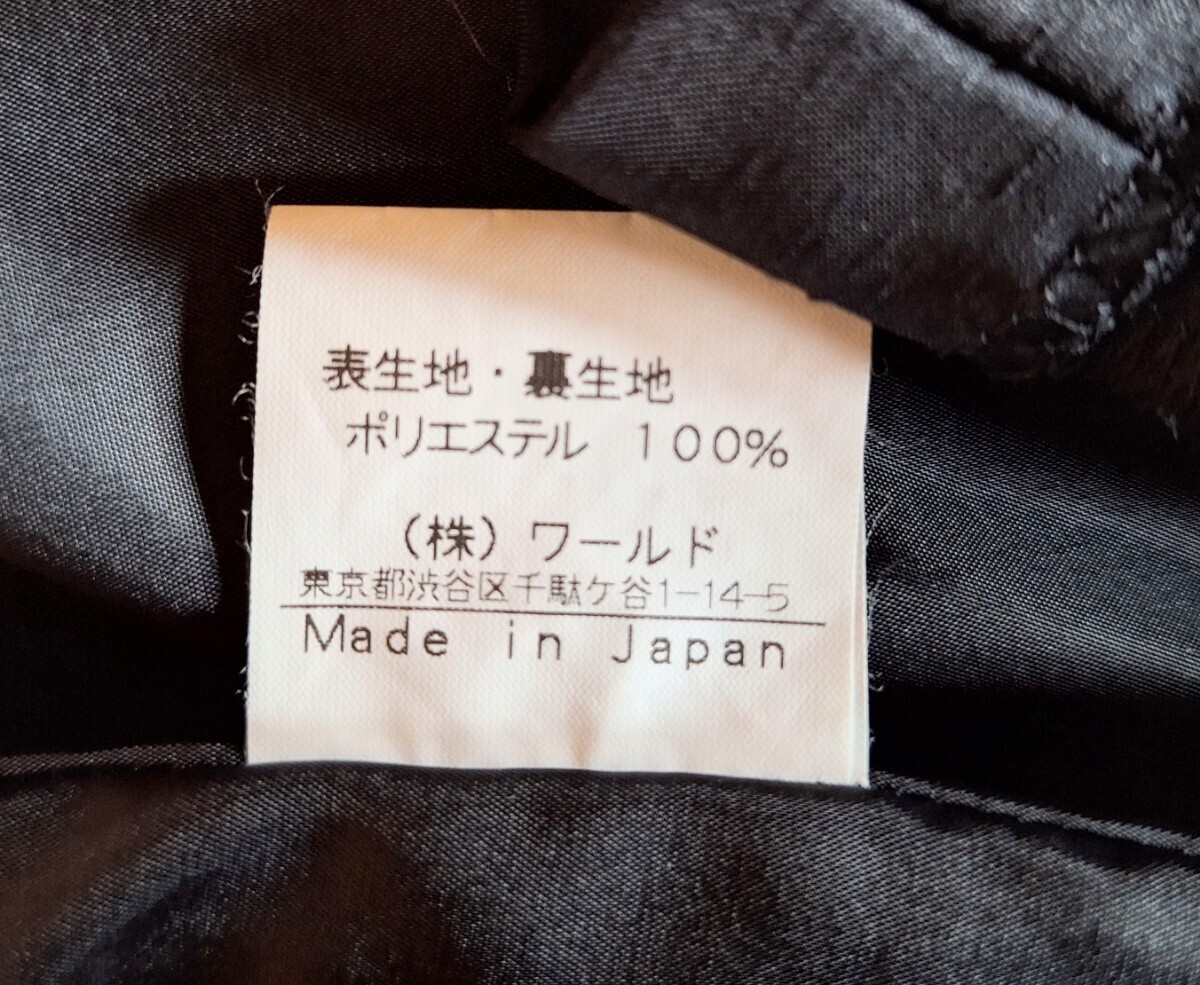 表生地・裏生地
ポリエステル 100%
(株)ワールド
東京都渋谷区千駄ケ谷1-14-5
Made in Japan